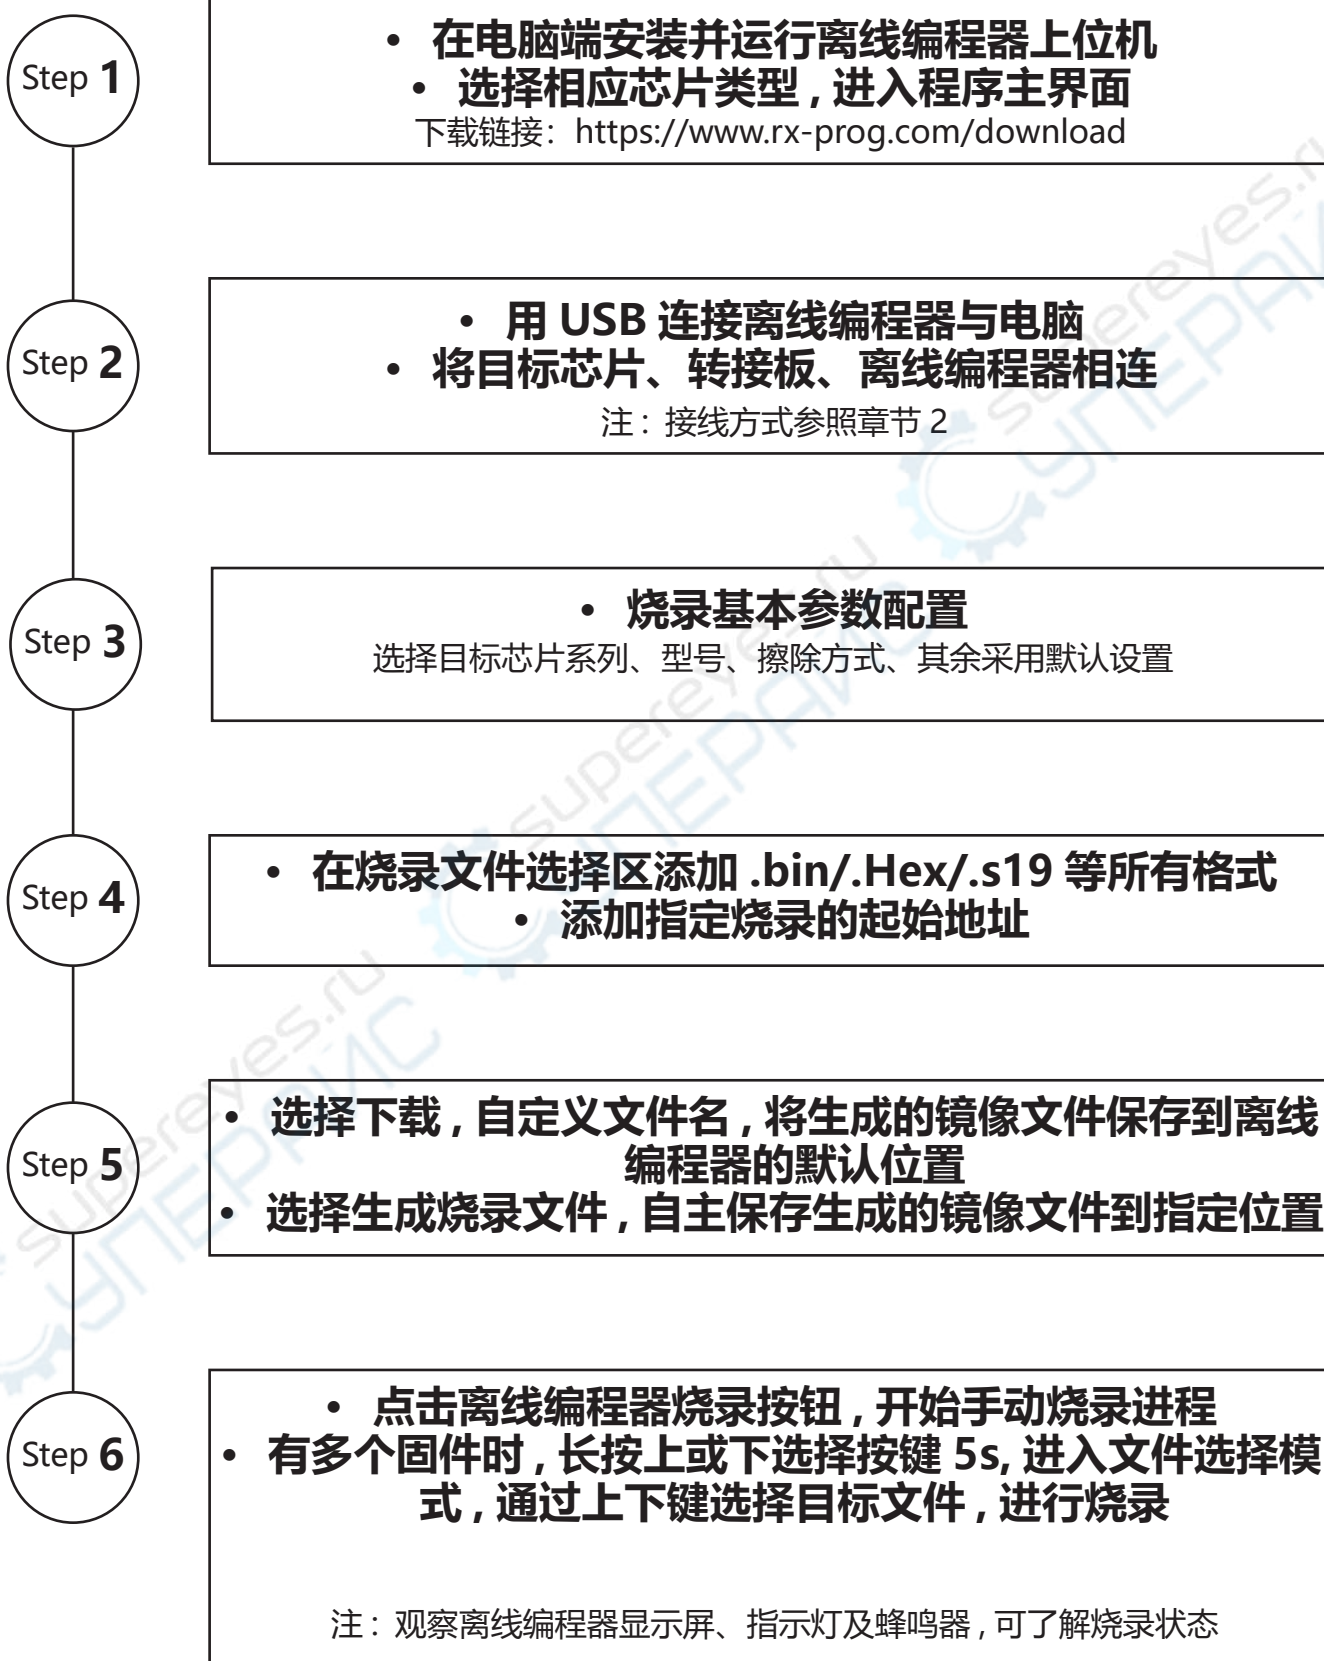 Step 1
• 在电脑端安装并运行离线编程器上位机
• 选择相应芯片类型 , 进入程序主界面
下载链接：https://www.rx-prog.com/download
Step 2
• 用 USB 连接离线编程器与电脑
• 将目标芯片、转接板、离线编程器相连
注 : 接线方式参照章节 2
Step 3
• 烧录基本参数配置
选择目标芯片系列、型号、擦除方式、其余采用默认设置
Step 4
• 在烧录文件选择区添加 .bin/.Hex/.s19 等所有格式
• 添加指定烧录的起始地址
Step 5
• 选择下载 , 自定义文件名 , 将生成的镜像文件保存到离线
编程器的默认位置
• 选择生成烧录文件 , 自主保存生成的镜像文件到指定位置
Step 6
• 点击离线编程器烧录按钮 , 开始手动烧录进程
• 有多个固件时 , 长按上或下选择按键 5s, 进入文件选择模
式 , 通过上下键选择目标文件 , 进行烧录
注 : 观察离线编程器显示屏、指示灯及蜂鸣器 , 可了解烧录状态
supereyes.ru
СУПЕРАЙС
supereyes.ru
СУПЕРАЙС
supereyes.ru